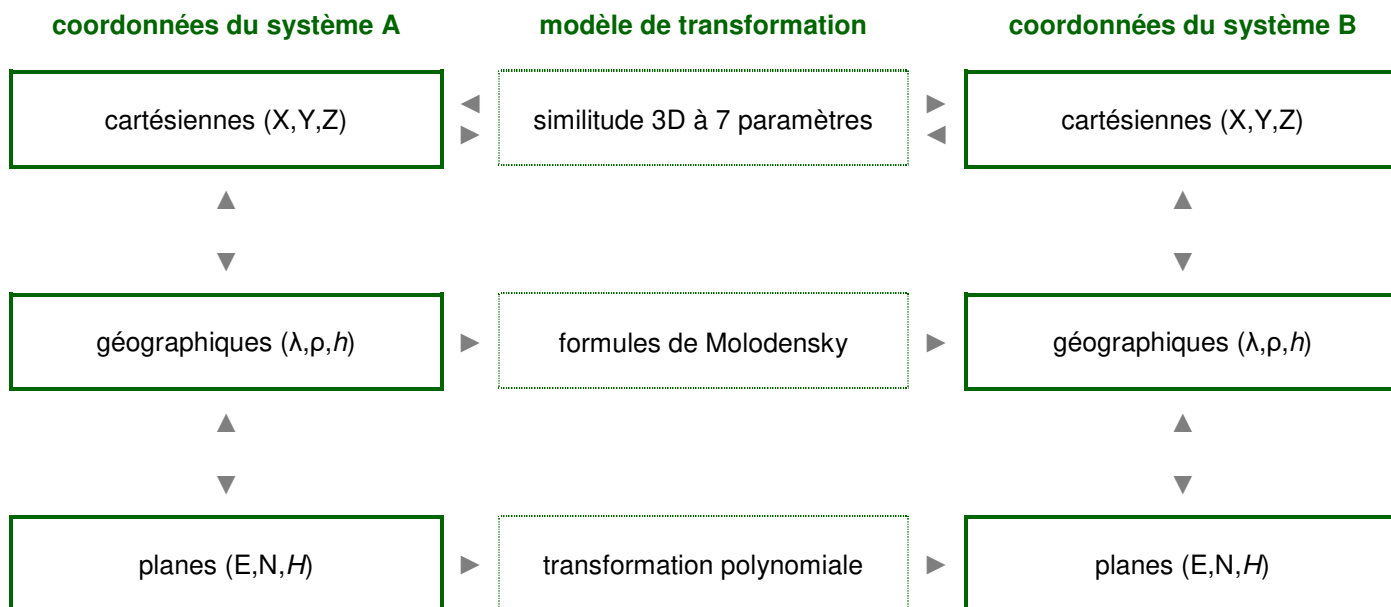 coordonnées du système A
modèle de transformation
coordonnées du système B
cartésiennes (X,Y,Z)
similitude 3D à 7 paramètres
cartésiennes (X,Y,Z)
géographiques (λ,ρ,h)
formules de Molodensky
géographiques (λ,ρ,h)
planes (E,N,H)
transformation polynomiale
planes (E,N,H)